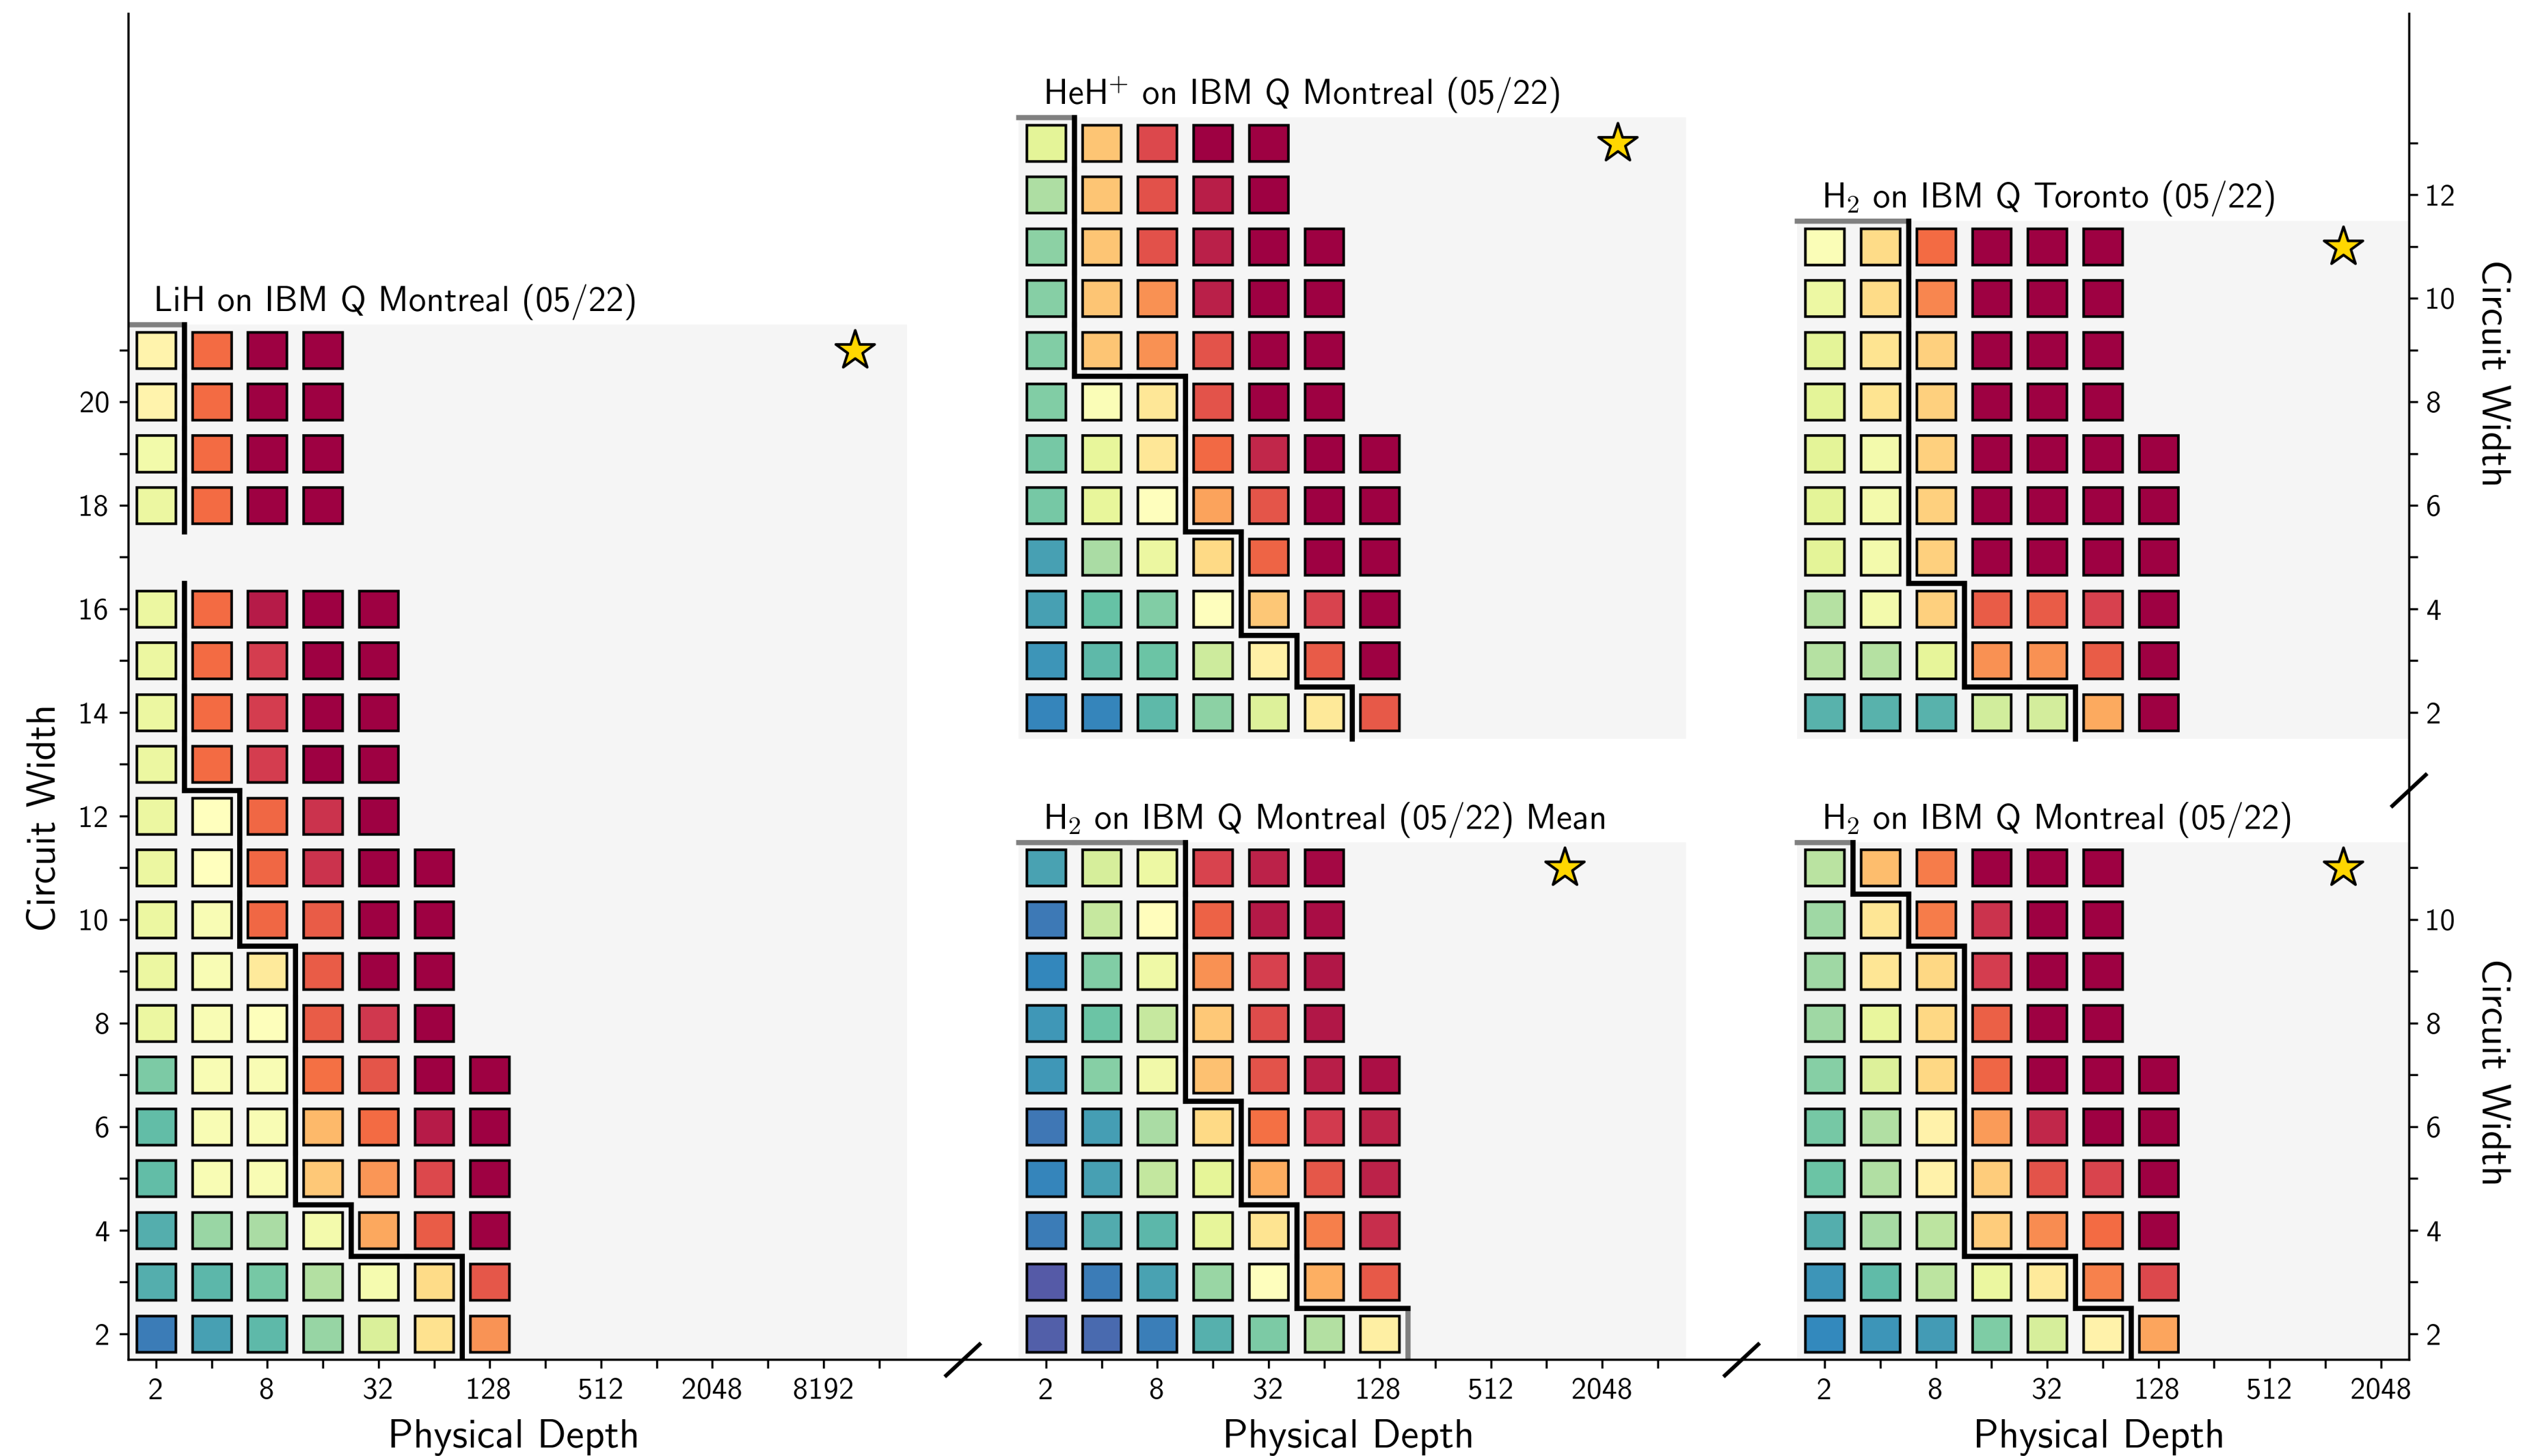 HeH⁺ on IBM Q Montreal (05/22)
H₂ on IBM Q Toronto (05/22)
LiH on IBM Q Montreal (05/22)
H₂ on IBM Q Montreal (05/22) Mean
H₂ on IBM Q Montreal (05/22)
Circuit Width
20
18
16
14
12
10
8
6
4
2
Circuit Width
12
10
8
6
4
2
Circuit Width
10
8
6
4
2
2 8 32 128 512 2048 8192
Physical Depth
2 8 32 128 512 2048
Physical Depth
2 8 32 128 512 2048
Physical Depth